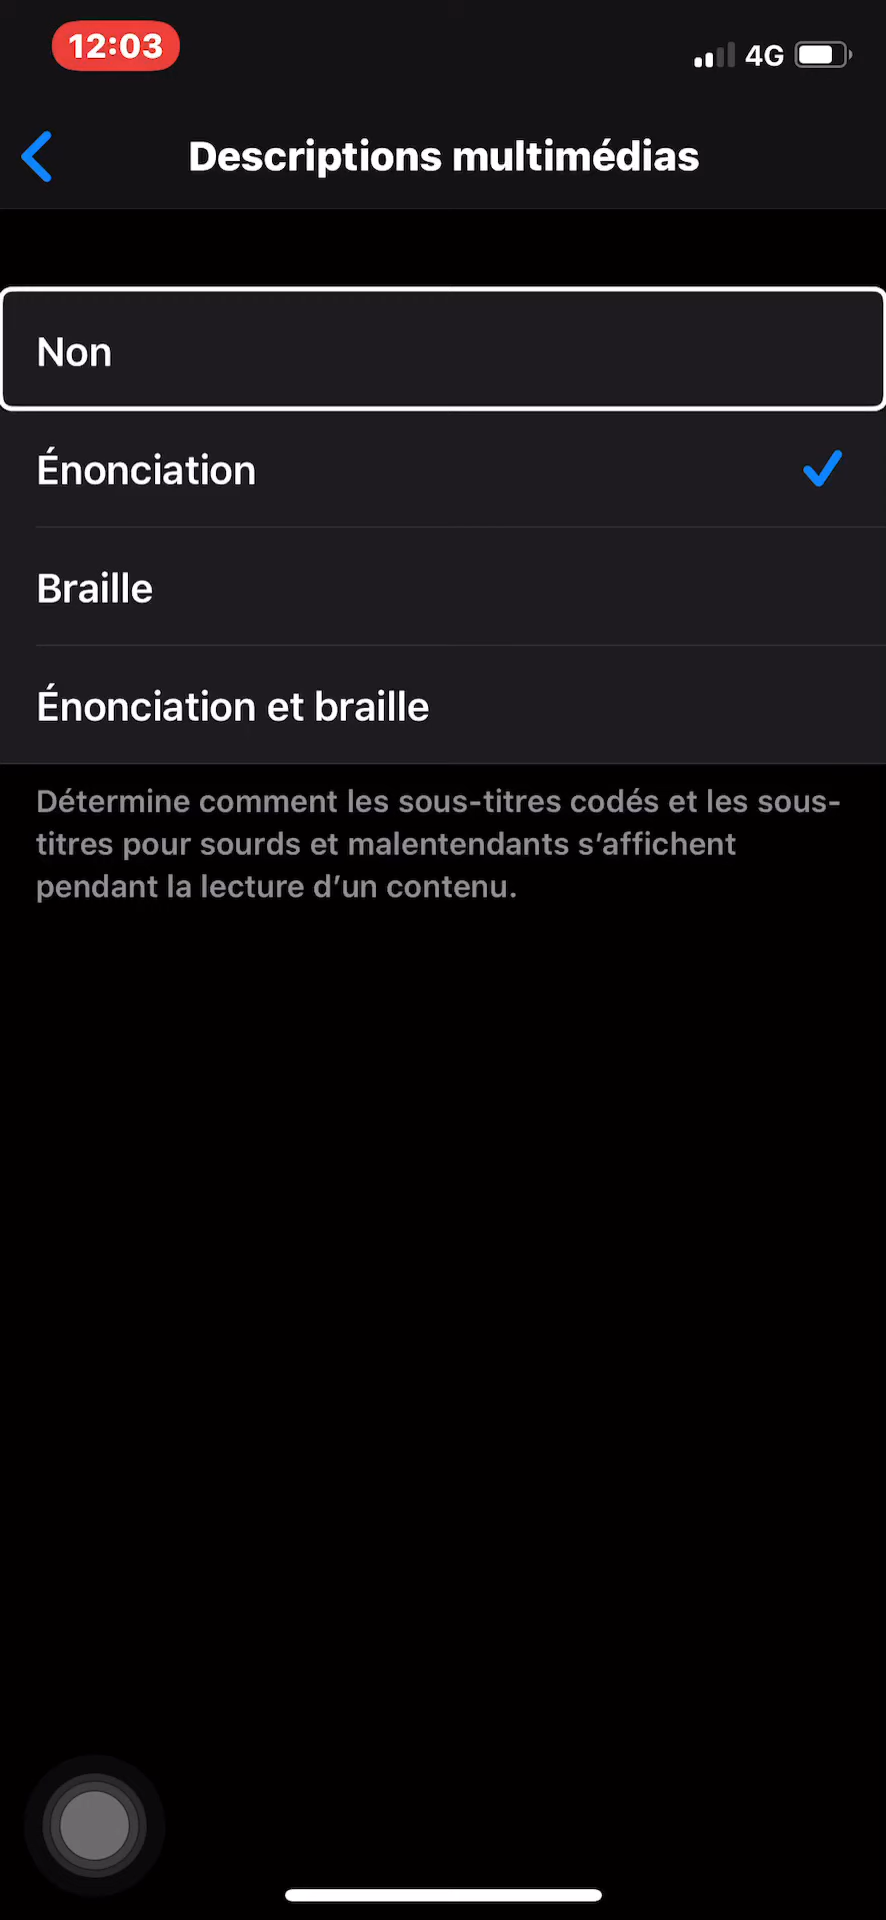 12:03
4G
Descriptions multimédias
Non
Énonciation
Braille
Énonciation et braille
Détermine comment les sous-titres codés et les sous-
titres pour sourds et malentendants s’affichent
pendant la lecture d’un contenu.